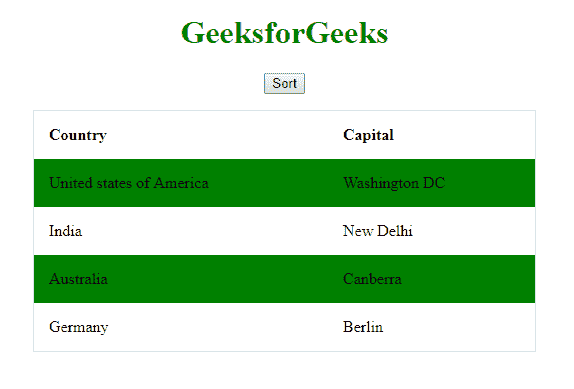 GeeksforGeeks
Sort
Country Capital
United states of America Washington DC
India New Delhi
Australia Canberra
Germany Berlin